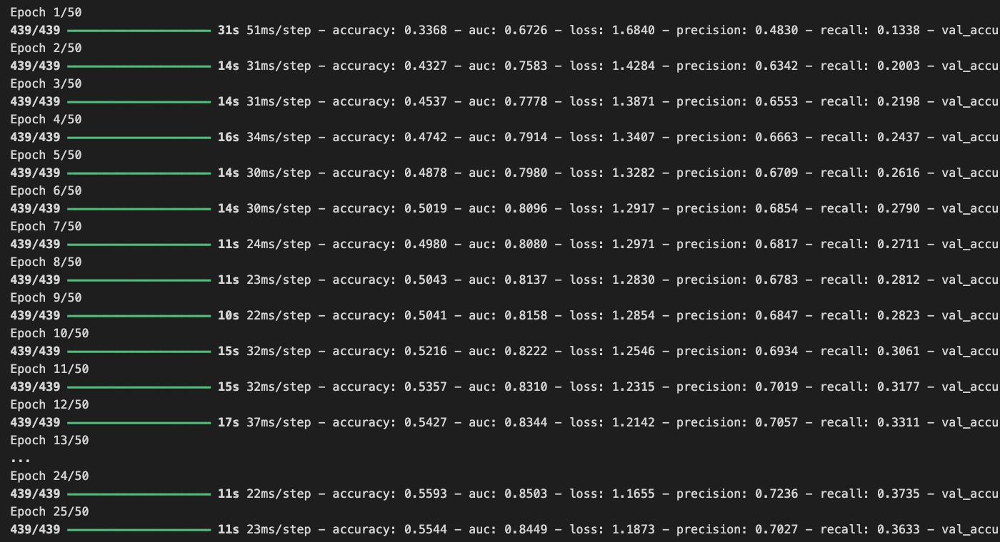 Epoch 1/50
439/439 ━━━━━━━━━━━━━━━━━━━━ 31s 51ms/step - accuracy: 0.3368 - auc: 0.6726 - loss: 1.6840 - precision: 0.4830 - recall: 0.1338 - val_accu
Epoch 2/50
439/439 ━━━━━━━━━━━━━━━━━━━━ 14s 31ms/step - accuracy: 0.4327 - auc: 0.7583 - loss: 1.4284 - precision: 0.6342 - recall: 0.2003 - val_accu
Epoch 3/50
439/439 ━━━━━━━━━━━━━━━━━━━━ 14s 31ms/step - accuracy: 0.4537 - auc: 0.7778 - loss: 1.3871 - precision: 0.6553 - recall: 0.2198 - val_accu
Epoch 4/50
439/439 ━━━━━━━━━━━━━━━━━━━━ 16s 34ms/step - accuracy: 0.4742 - auc: 0.7914 - loss: 1.3407 - precision: 0.6663 - recall: 0.2437 - val_accu
Epoch 5/50
439/439 ━━━━━━━━━━━━━━━━━━━━ 14s 30ms/step - accuracy: 0.4878 - auc: 0.7980 - loss: 1.3282 - precision: 0.6709 - recall: 0.2616 - val_accu
Epoch 6/50
439/439 ━━━━━━━━━━━━━━━━━━━━ 14s 30ms/step - accuracy: 0.5019 - auc: 0.8096 - loss: 1.2917 - precision: 0.6854 - recall: 0.2790 - val_accu
Epoch 7/50
439/439 ━━━━━━━━━━━━━━━━━━━━ 11s 24ms/step - accuracy: 0.4980 - auc: 0.8080 - loss: 1.2971 - precision: 0.6817 - recall: 0.2711 - val_accu
Epoch 8/50
439/439 ━━━━━━━━━━━━━━━━━━━━ 11s 23ms/step - accuracy: 0.5043 - auc: 0.8137 - loss: 1.2830 - precision: 0.6783 - recall: 0.2812 - val_accu
Epoch 9/50
439/439 ━━━━━━━━━━━━━━━━━━━━ 10s 22ms/step - accuracy: 0.5041 - auc: 0.8158 - loss: 1.2854 - precision: 0.6847 - recall: 0.2823 - val_accu
Epoch 10/50
439/439 ━━━━━━━━━━━━━━━━━━━━ 15s 32ms/step - accuracy: 0.5216 - auc: 0.8222 - loss: 1.2546 - precision: 0.6934 - recall: 0.3061 - val_accu
Epoch 11/50
439/439 ━━━━━━━━━━━━━━━━━━━━ 15s 32ms/step - accuracy: 0.5357 - auc: 0.8310 - loss: 1.2315 - precision: 0.7019 - recall: 0.3177 - val_accu
Epoch 12/50
439/439 ━━━━━━━━━━━━━━━━━━━━ 17s 37ms/step - accuracy: 0.5427 - auc: 0.8344 - loss: 1.2142 - precision: 0.7057 - recall: 0.3311 - val_accu
Epoch 13/50
...
Epoch 24/50
439/439 ━━━━━━━━━━━━━━━━━━━━ 11s 22ms/step - accuracy: 0.5593 - auc: 0.8503 - loss: 1.1655 - precision: 0.7236 - recall: 0.3735 - val_accu
Epoch 25/50
439/439 ━━━━━━━━━━━━━━━━━━━━ 11s 23ms/step - accuracy: 0.5544 - auc: 0.8449 - loss: 1.1873 - precision: 0.7027 - recall: 0.3633 - val_accu